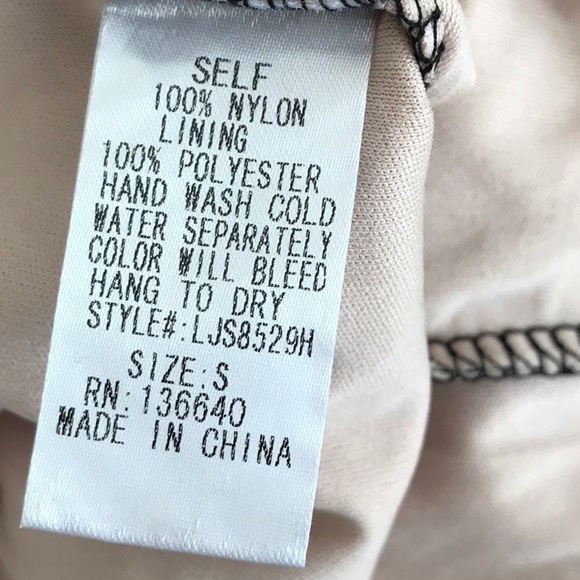 SELF
100% NYLON
LINING
100% POLYESTER
HAND WASH COLD
WATER SEPARATELY
COLOR WILL BLEED
HANG TO DRY
STYLE#:LJS8529H
SIZE:S
RN:136640
MADE IN CHINA